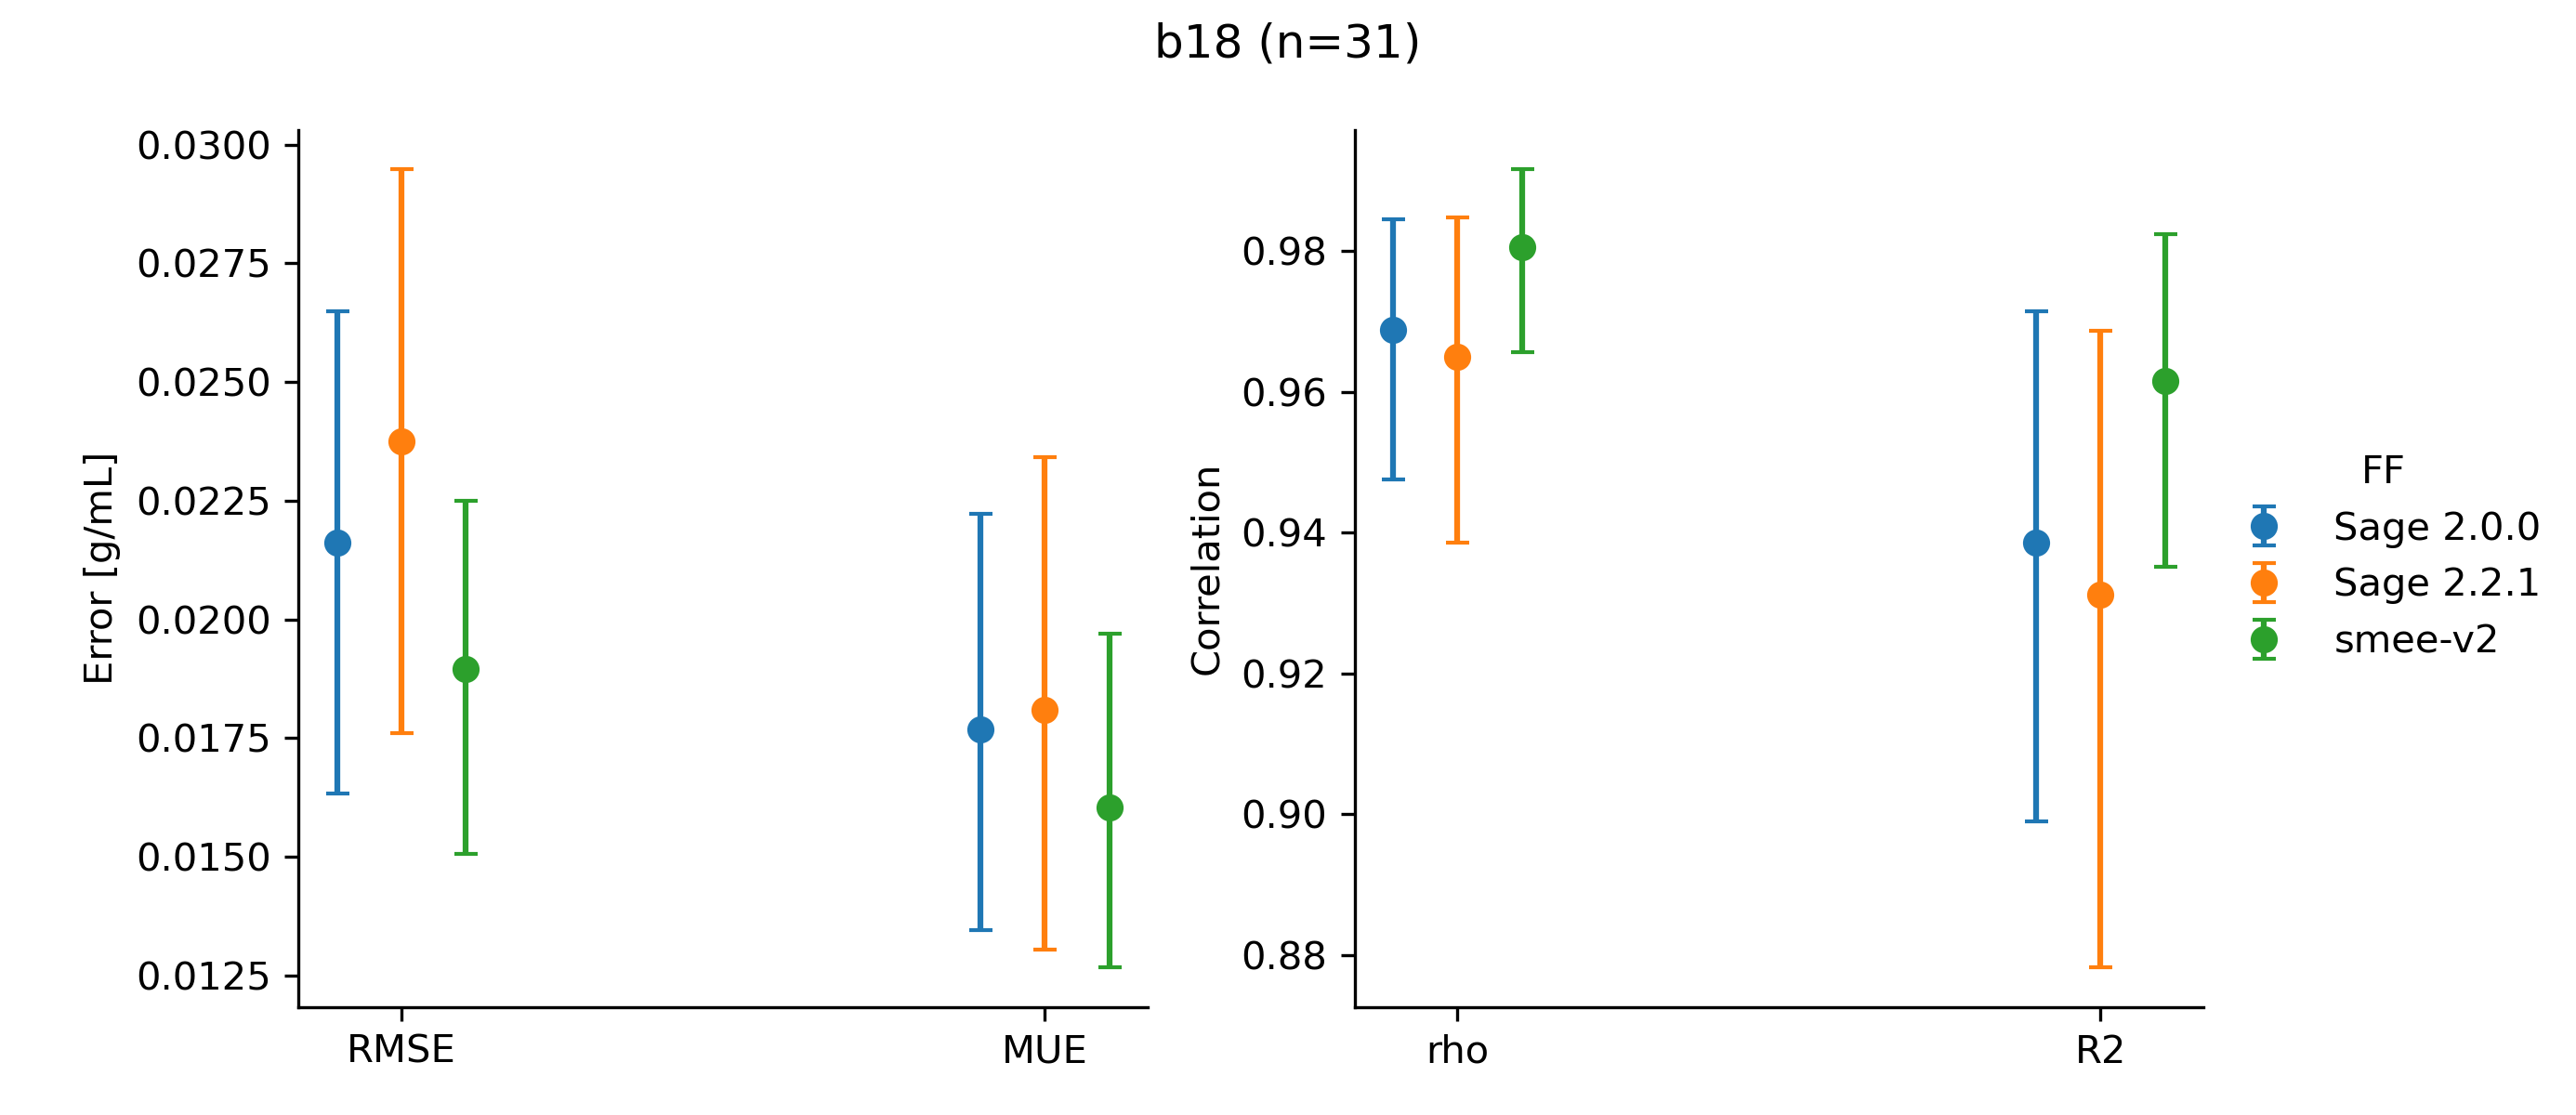 b18 (n=31)
Error [g/mL]
0.0300
0.0275
0.0250
0.0225
0.0200
0.0175
0.0150
0.0125
RMSE
MUE
Correlation
0.98
0.96
0.94
0.92
0.90
0.88
rho
R2
FF
Sage 2.0.0
Sage 2.2.1
smee-v2